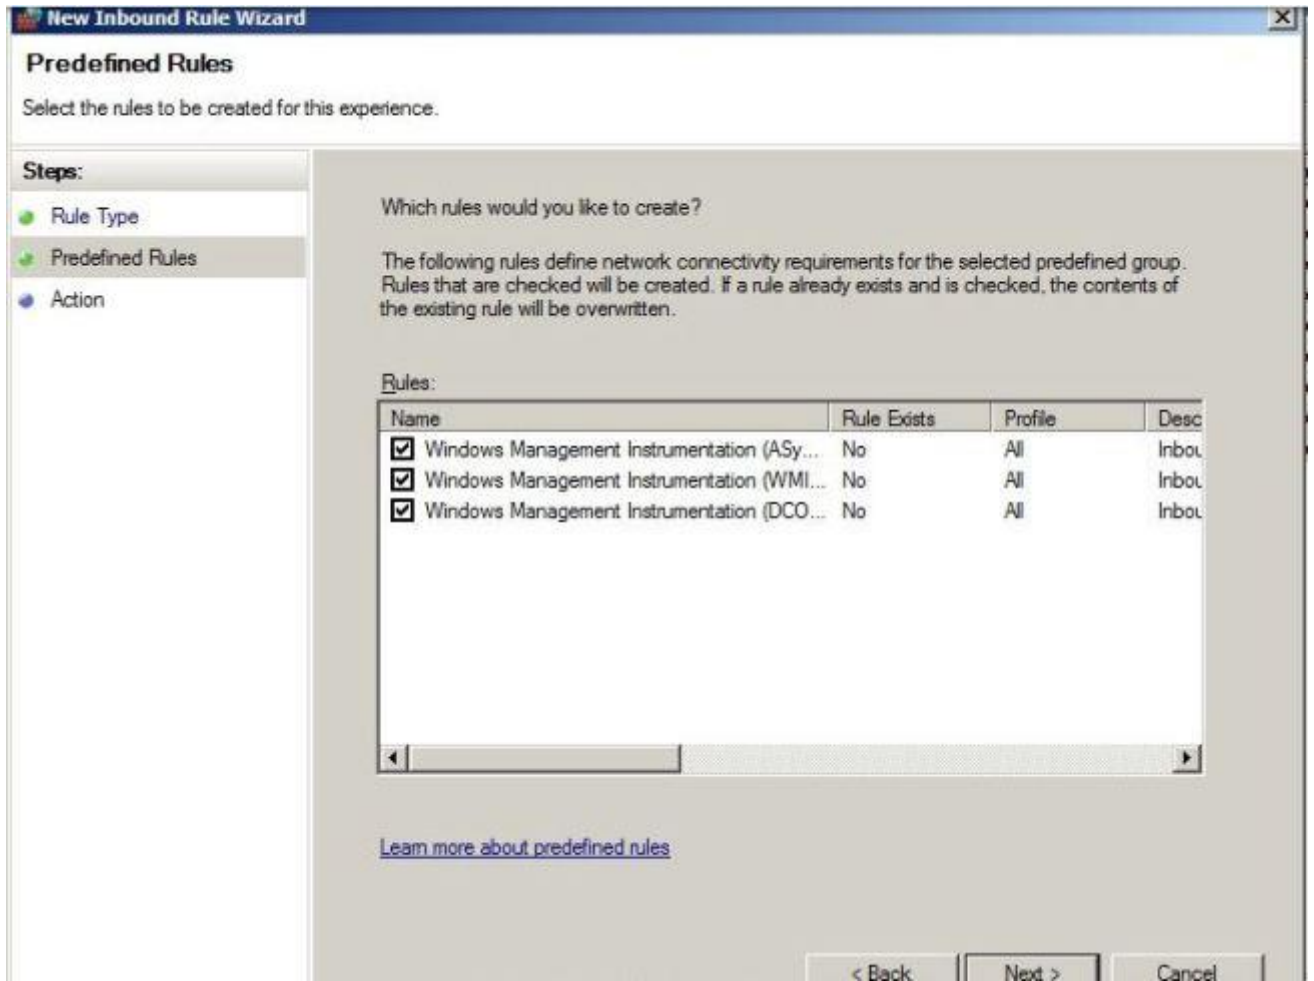 New Inbound Rule Wizard
Predefined Rules
Select the rules to be created for this experience.
Steps:
Rule Type
Predefined Rules
Action
Which rules would you like to create?
The following rules define network connectivity requirements for the selected predefined group.
Rules that are checked will be created. If a rule already exists and is checked, the contents of
the existing rule will be overwritten.
Rules:
Name Rule Exists Profile Desc
Windows Management Instrumentation (ASy... No All Inbou
Windows Management Instrumentation (WMI... No All Inbou
Windows Management Instrumentation (DCO... No All Inbou
Learn more about predefined rules
< Back Next > Cancel